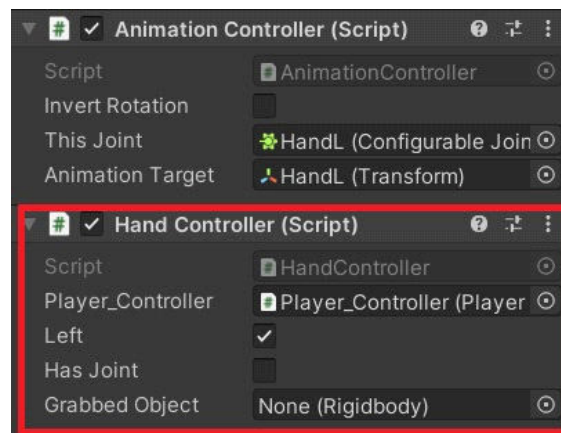 Animation Controller (Script)
Script AnimationController
Invert Rotation
This Joint HandL (Configurable Join
Animation Target HandL (Transform)
Hand Controller (Script)
Script HandController
Player_Controller Player_Controller (Player
Left
Has Joint
Grabbed Object None (Rigidbody)